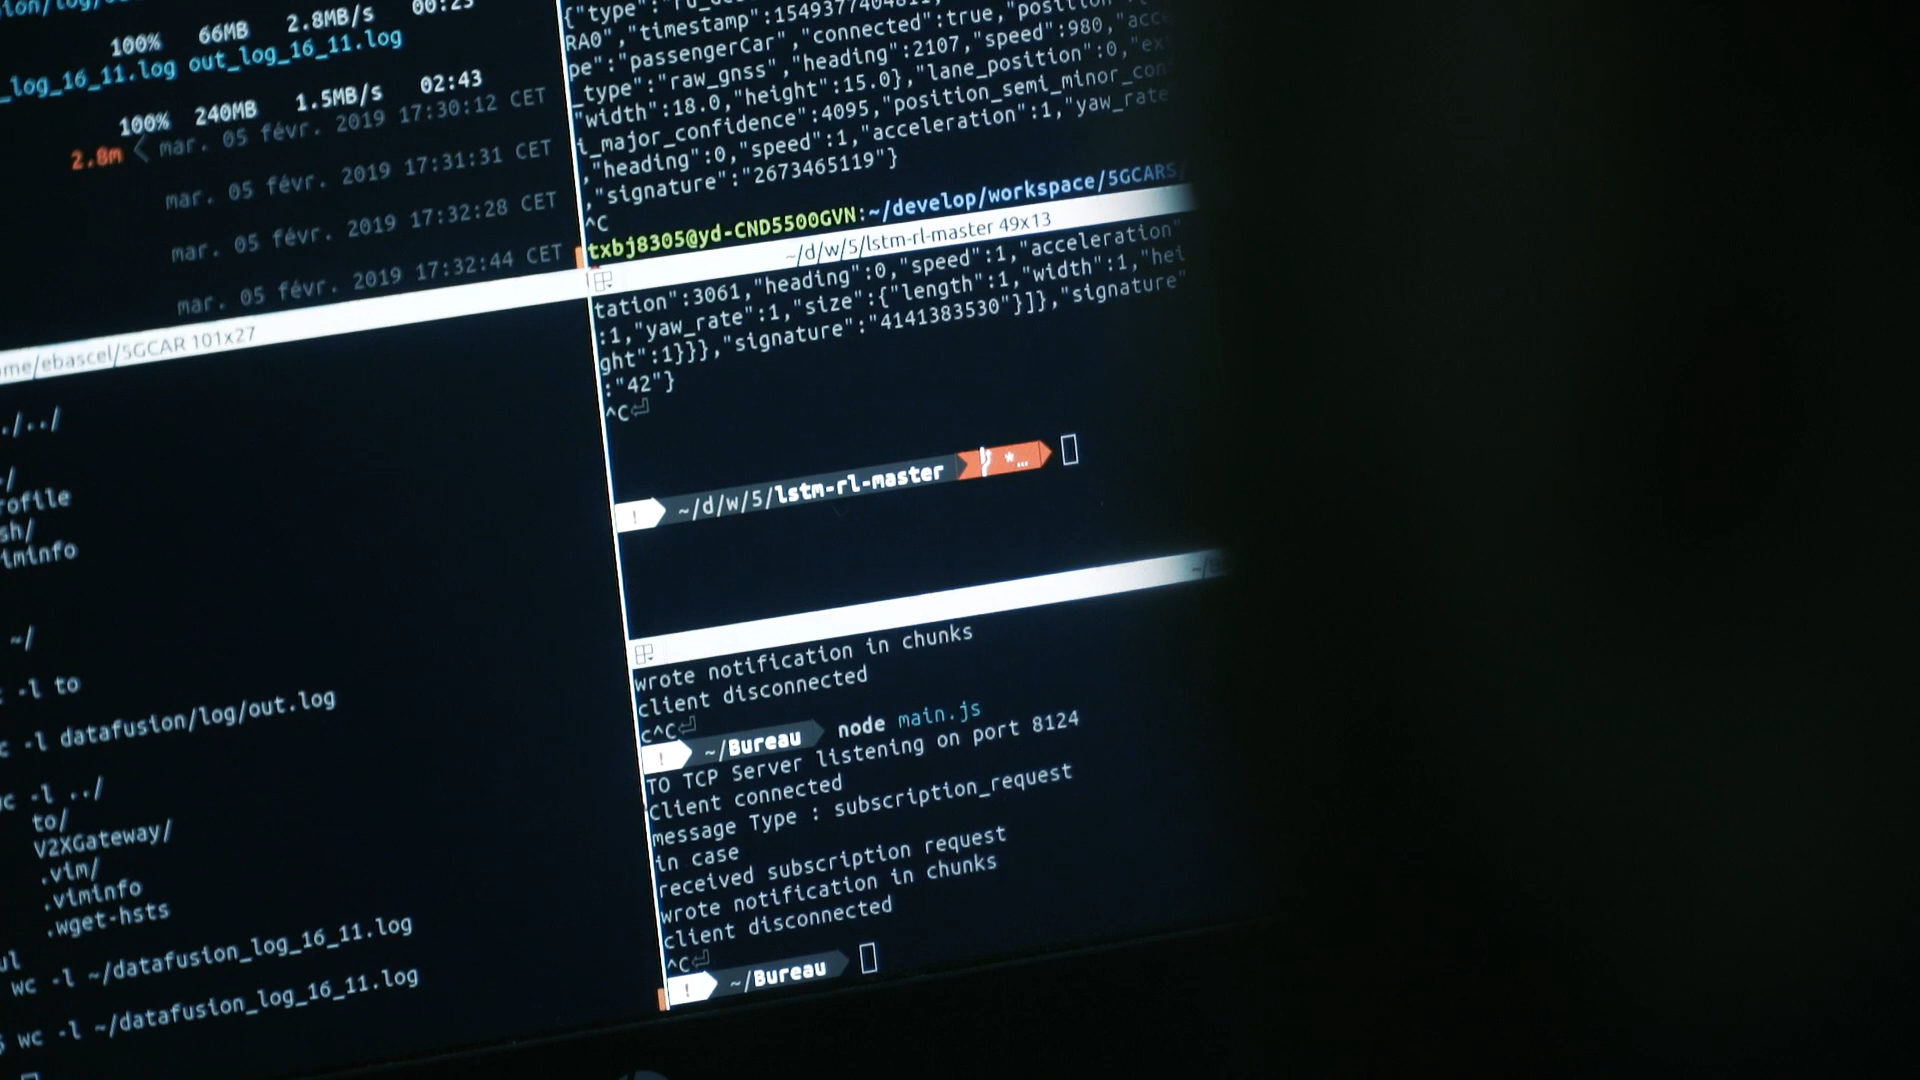 100% 66MB 2.8MB/s 00:23
_log_16_11.log out_log_16_11.log
100% 240MB 1.5MB/s 02:43
2.8m < mar. 05 févr. 2019 17:30:12 CET
mar. 05 févr. 2019 17:31:31 CET
mar. 05 févr. 2019 17:32:28 CET
mar. 05 févr. 2019 17:32:44 CET
me/ebascel/5GCAR 101x27
./../
~/
rofile
sh/
iminfo
~/
-l to
c -l datafusion/log/out.log
wc -l ../
to/
V2XGateway/
.vim/
.viminfo
.wget-hsts
ul
wc -l ~/datafusion_log_16_11.log
$ wc -l ~/datafusion_log_16_11.log
{"type":
RA0","timestamp":1549377404811,"connected":true,"position
pe":"passengerCar","connected":true,"position
_type":"raw_gnss","heading":2107,"speed":980,"acce
"width":18.0,"height":15.0},"lane_position":0,"ex
i_major_confidence":4095,"position_semi_minor_con
,"heading":0,"speed":1,"acceleration":1,"yaw_rate
,"signature":"2673465119"}
^C
txbj8305@yd-CND5500GVN:~/develop/workspace/5GCARS/
~/d/w/5/lstm-rl-master 49x13
tation":3061,"heading":0,"speed":1,"acceleration"
:1,"yaw_rate":1,"size":{"length":1,"width":1,"hei
ght":1}}},"signature":"4141383530"}]},"signature"
:"42"}
^C⏎
! ~/d/w/5/lstm-rl-master *…
wrote notification in chunks
client disconnected
c^C⏎
! ~/Bureau node main.js
TO TCP Server listening on port 8124
Client connected
message Type : subscription_request
in case
received subscription request
wrote notification in chunks
client disconnected
^C⏎
! ~/Bureau